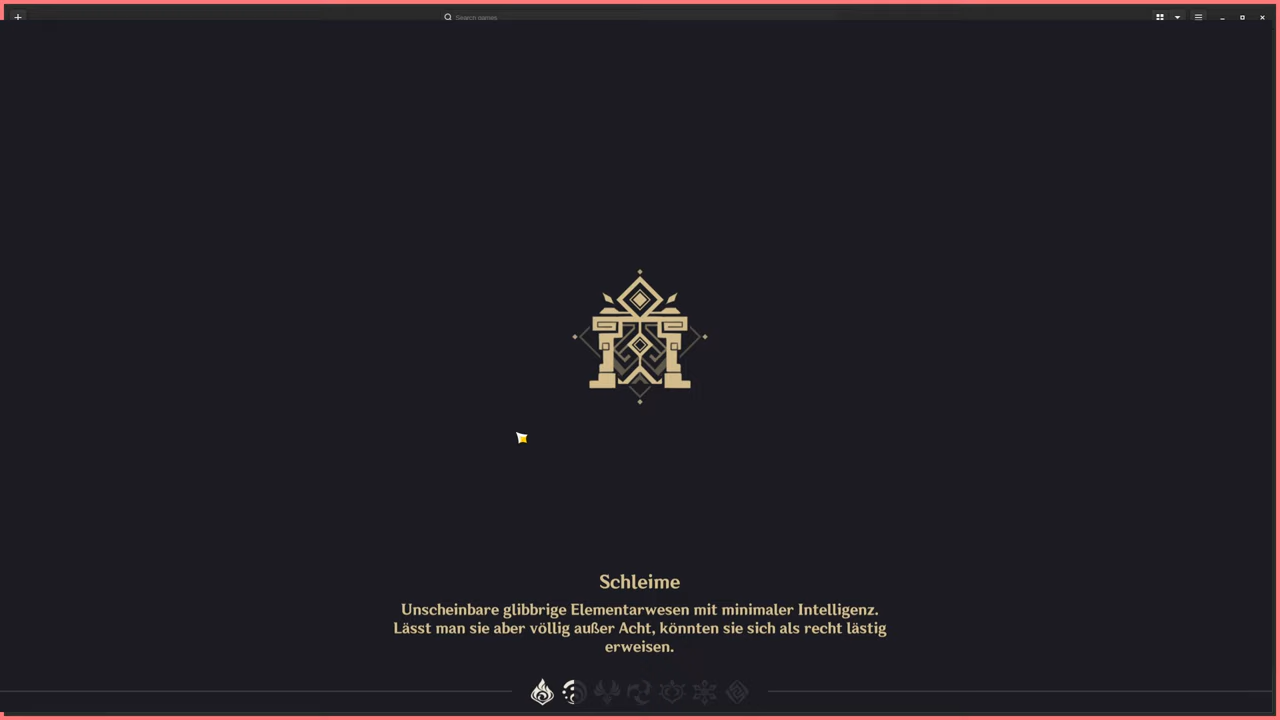 Search games
Schleime
Unscheinbare glibbrige Elementarwesen mit minimaler Intelligenz.
Lässt man sie aber völlig außer Acht, könnten sie sich als recht lästig
erweisen.